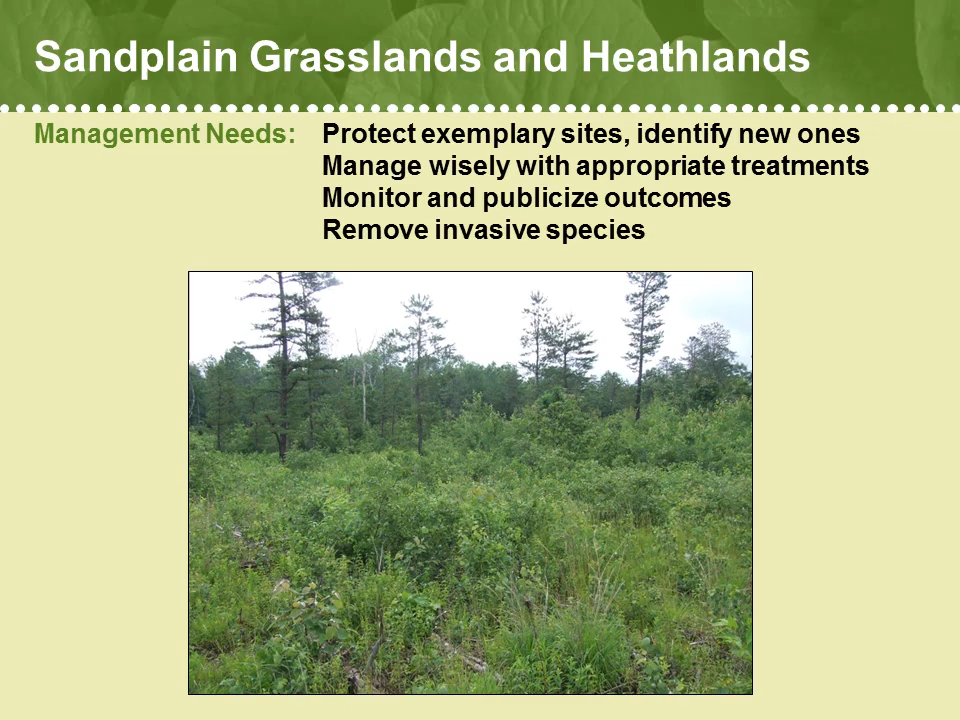 Sandplain Grasslands and Heathlands
Management Needs: Protect exemplary sites, identify new ones
Manage wisely with appropriate treatments
Monitor and publicize outcomes
Remove invasive species